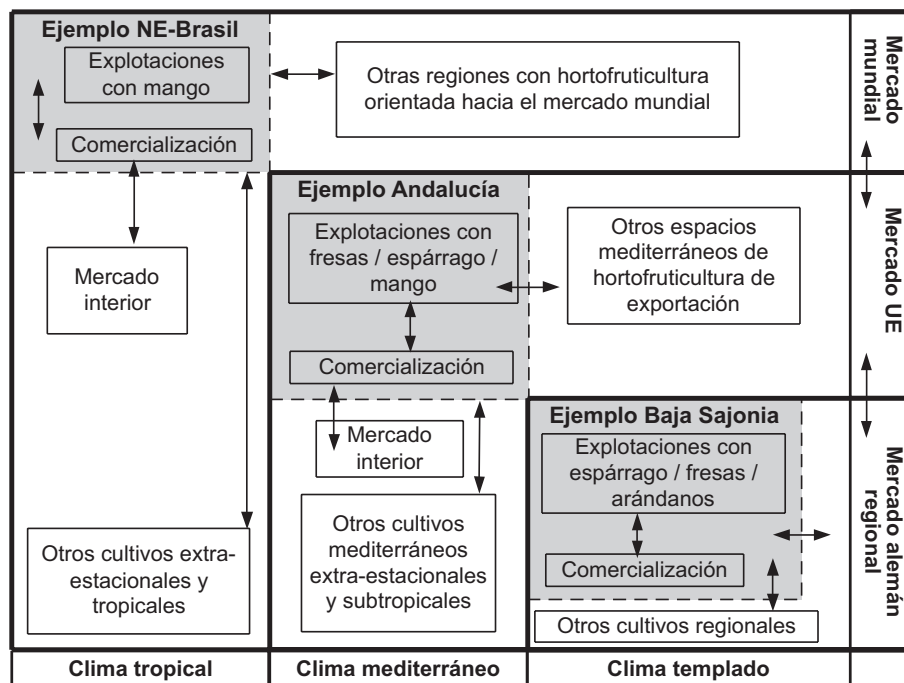 Ejemplo NE-Brasil
Explotaciones
con mango
Comercialización
Mercado
interior
Otros cultivos extra-
estacionales y
tropicales
Otras regiones con hortofruticultura
orientada hacia el mercado mundial
Ejemplo Andalucía
Explotaciones con
fresas / espárrago /
mango
Comercialización
Mercado
interior
Otros cultivos
mediterráneos
extra-estacionales
y subtropicales
Otros espacios
mediterráneos de
hortofruticultura de
exportación
Ejemplo Baja Sajonia
Explotaciones con
espárrago / fresas /
arándanos
Comercialización
Otros cultivos regionales
Mercado
mundial
Mercado UE
Mercado alemán
regional
Clima tropical
Clima mediterráneo
Clima templado